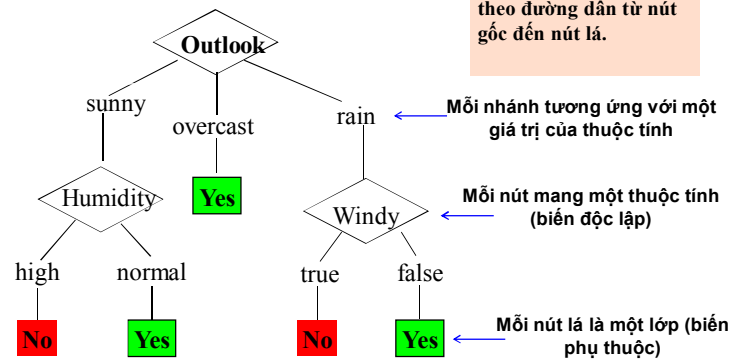 theo đường dẫn từ nút
gốc đến nút lá.
Outlook
sunny
overcast
rain
Mỗi nhánh tương ứng với một
giá trị của thuộc tính
Humidity
Yes
Windy
Mỗi nút mang một thuộc tính
(biến độc lập)
high
normal
true
false
No
Yes
No
Yes
Mỗi nút lá là một lớp (biến
phụ thuộc)